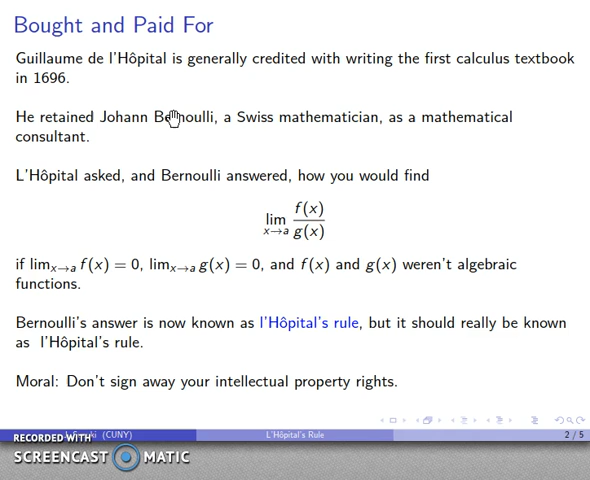 Bought and Paid For
Guillaume de l'Hôpital is generally credited with writing the first calculus textbook
in 1696.
He retained Johann Bernoulli, a Swiss mathematician, as a mathematical
consultant.
L'Hôpital asked, and Bernoulli answered, how you would find
lim x→a f(x)/g(x)
if lim x→a f(x) = 0, lim x→a g(x) = 0, and f(x) and g(x) weren't algebraic
functions.
Bernoulli's answer is now known as l'Hôpital's rule, but it should really be known
as l'Hôpital's rule.
Moral: Don't sign away your intellectual property rights.
(CUNY) L'Hôpital's Rule 2 / 5
RECORDED WITH
SCREENCAST MATIC